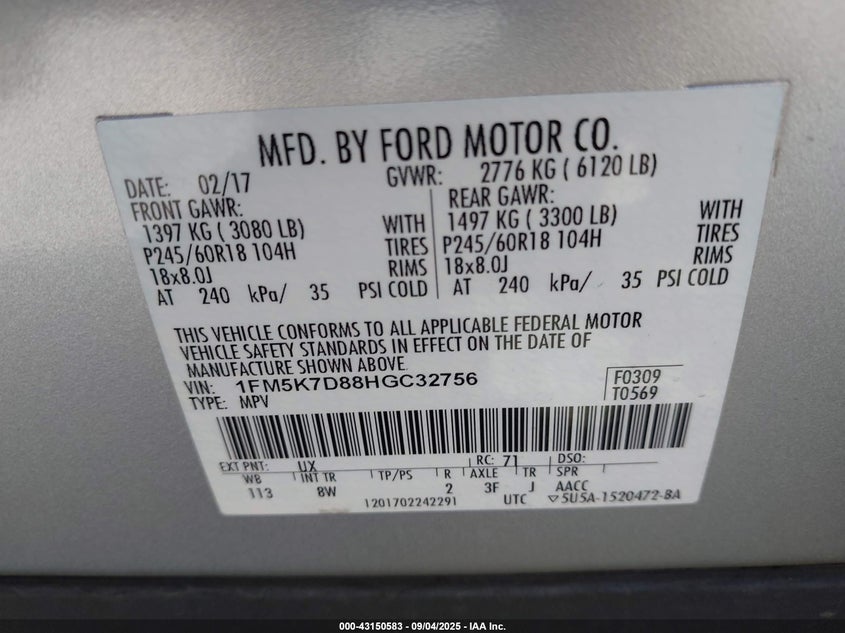 MFD. BY FORD MOTOR CO.
DATE: 02/17 GVWR: 2776 KG ( 6120 LB)
FRONT GAWR: REAR GAWR:
1397 KG ( 3080 LB) WITH 1497 KG ( 3300 LB) WITH
P245/60R18 104H TIRES P245/60R18 104H TIRES
18x8.0J RIMS 18x8.0J RIMS
AT 240 kPa/ 35 PSI COLD AT 240 kPa/ 35 PSI COLD
THIS VEHICLE CONFORMS TO ALL APPLICABLE FEDERAL MOTOR
VEHICLE SAFETY STANDARDS IN EFFECT ON THE DATE OF
MANUFACTURE SHOWN ABOVE.
VIN: 1FM5K7D88HGC32756 F0309
TYPE: MPV T0569
EXT PNT: UX RC: 71 DSO:
WB INT TR TP/PS R AXLE TR SPR
113 8W 2 3F J AACC
1201702242291 UTC ▽5U5A-1520472-BA
000-43150583 - 09/04/2025 - IAA Inc.